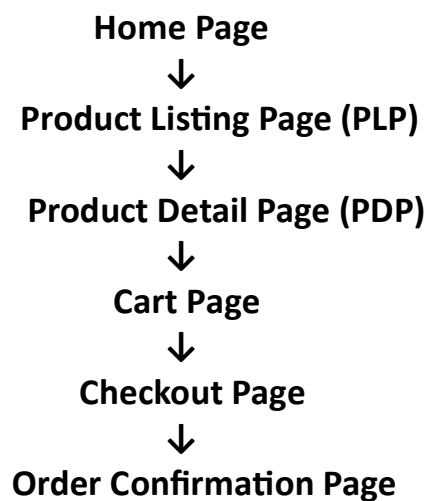 Home Page
↓
Product Listing Page (PLP)
↓
Product Detail Page (PDP)
↓
Cart Page
↓
Checkout Page
↓
Order Confirmation Page